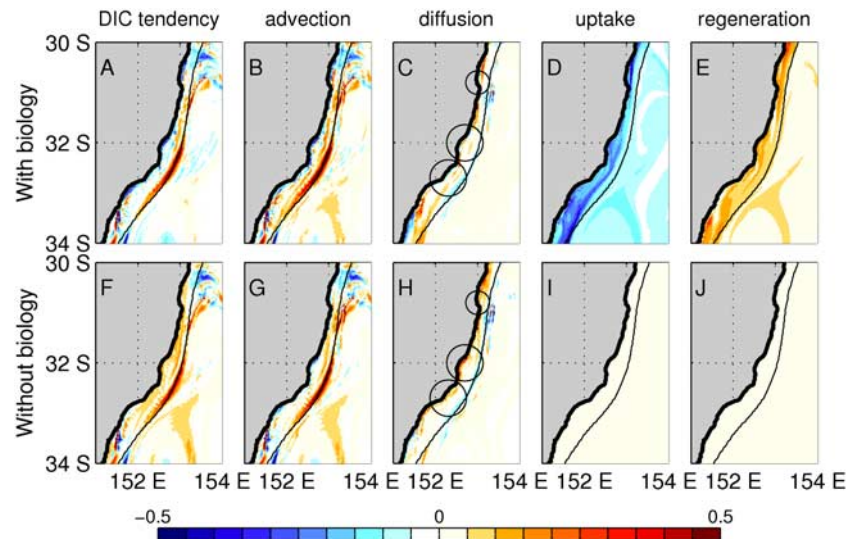 DIC tendency advection diffusion uptake regeneration
30 S
A B C D E
32 S
With biology
34 S
30 S
F G H I J
32 S
Without biology
34 S
152 E 154 E 152 E 154 E 152 E 154 E 152 E 154 E 152 E 154 E
−0.5 0 0.5